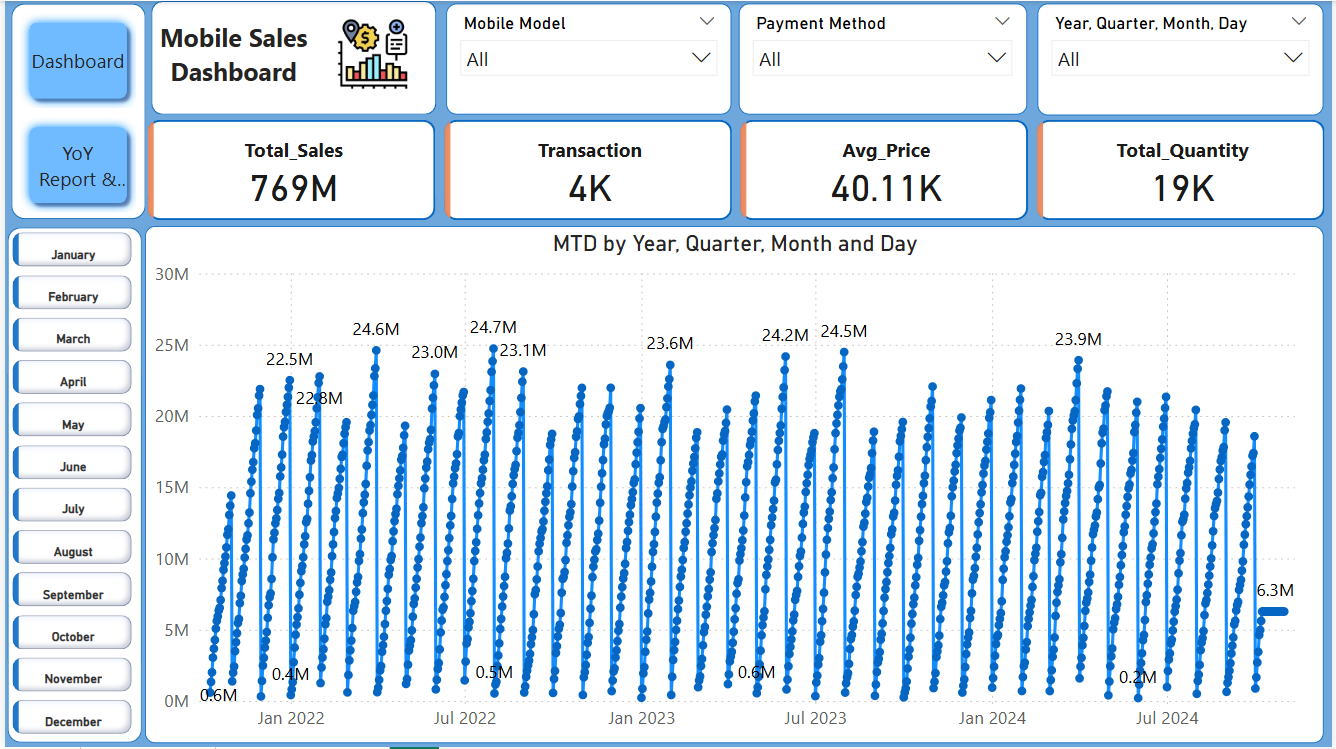 Dashboard
YoY
Report &..
Mobile Sales
Dashboard
Mobile Model
All
Payment Method
All
Year, Quarter, Month, Day
All
Total_Sales
769M
Transaction
4K
Avg_Price
40.11K
Total_Quantity
19K
January
February
March
April
May
June
July
August
September
October
November
December
MTD by Year, Quarter, Month and Day
30M
25M
20M
15M
10M
5M
0M
0.6M
22.5M
0.4M
22.8M
24.6M
23.0M
24.7M
0.5M
23.1M
23.6M
0.6M
24.2M
24.5M
23.9M
0.2M
6.3M
Jan 2022
Jul 2022
Jan 2023
Jul 2023
Jan 2024
Jul 2024